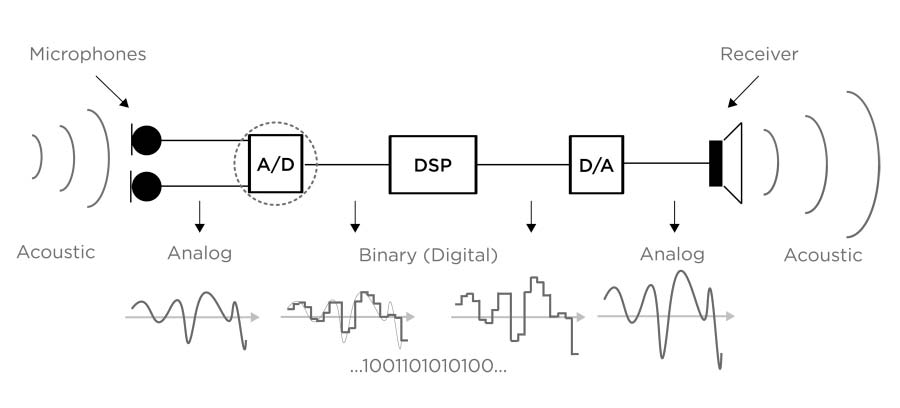 Microphones
Receiver
A/D
DSP
D/A
Acoustic
Analog
Binary (Digital)
Analog
Acoustic
...1001101010100...